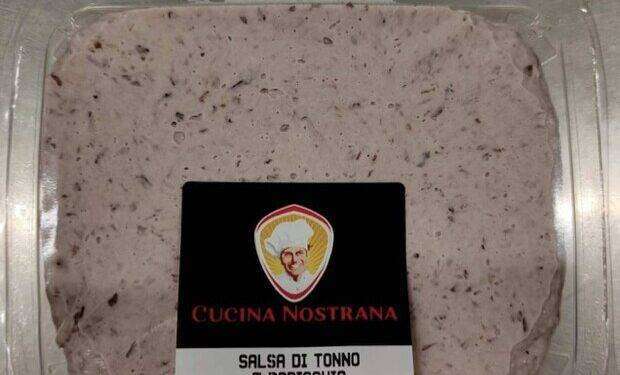 CUCINA NOSTRANA
SALSA DI TONNO